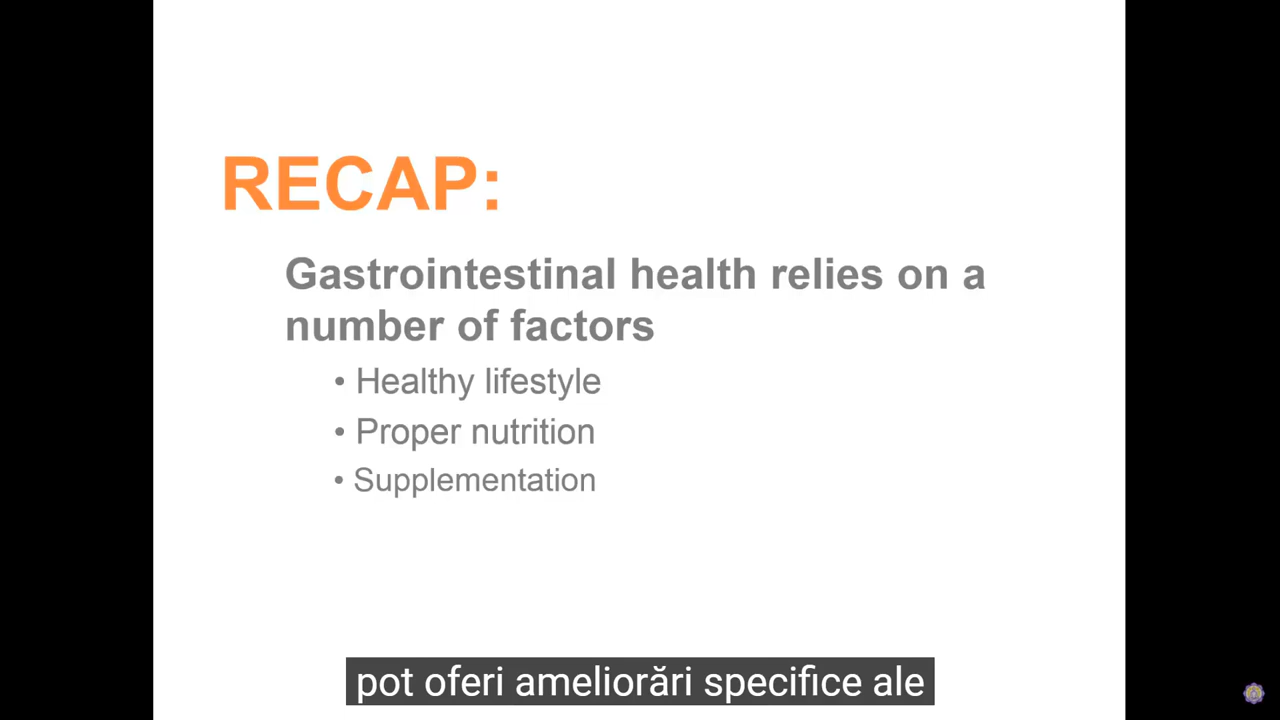 RECAP:
Gastrointestinal health relies on a
number of factors
• Healthy lifestyle
• Proper nutrition
• Supplementation
pot oferi ameliorări specifice ale